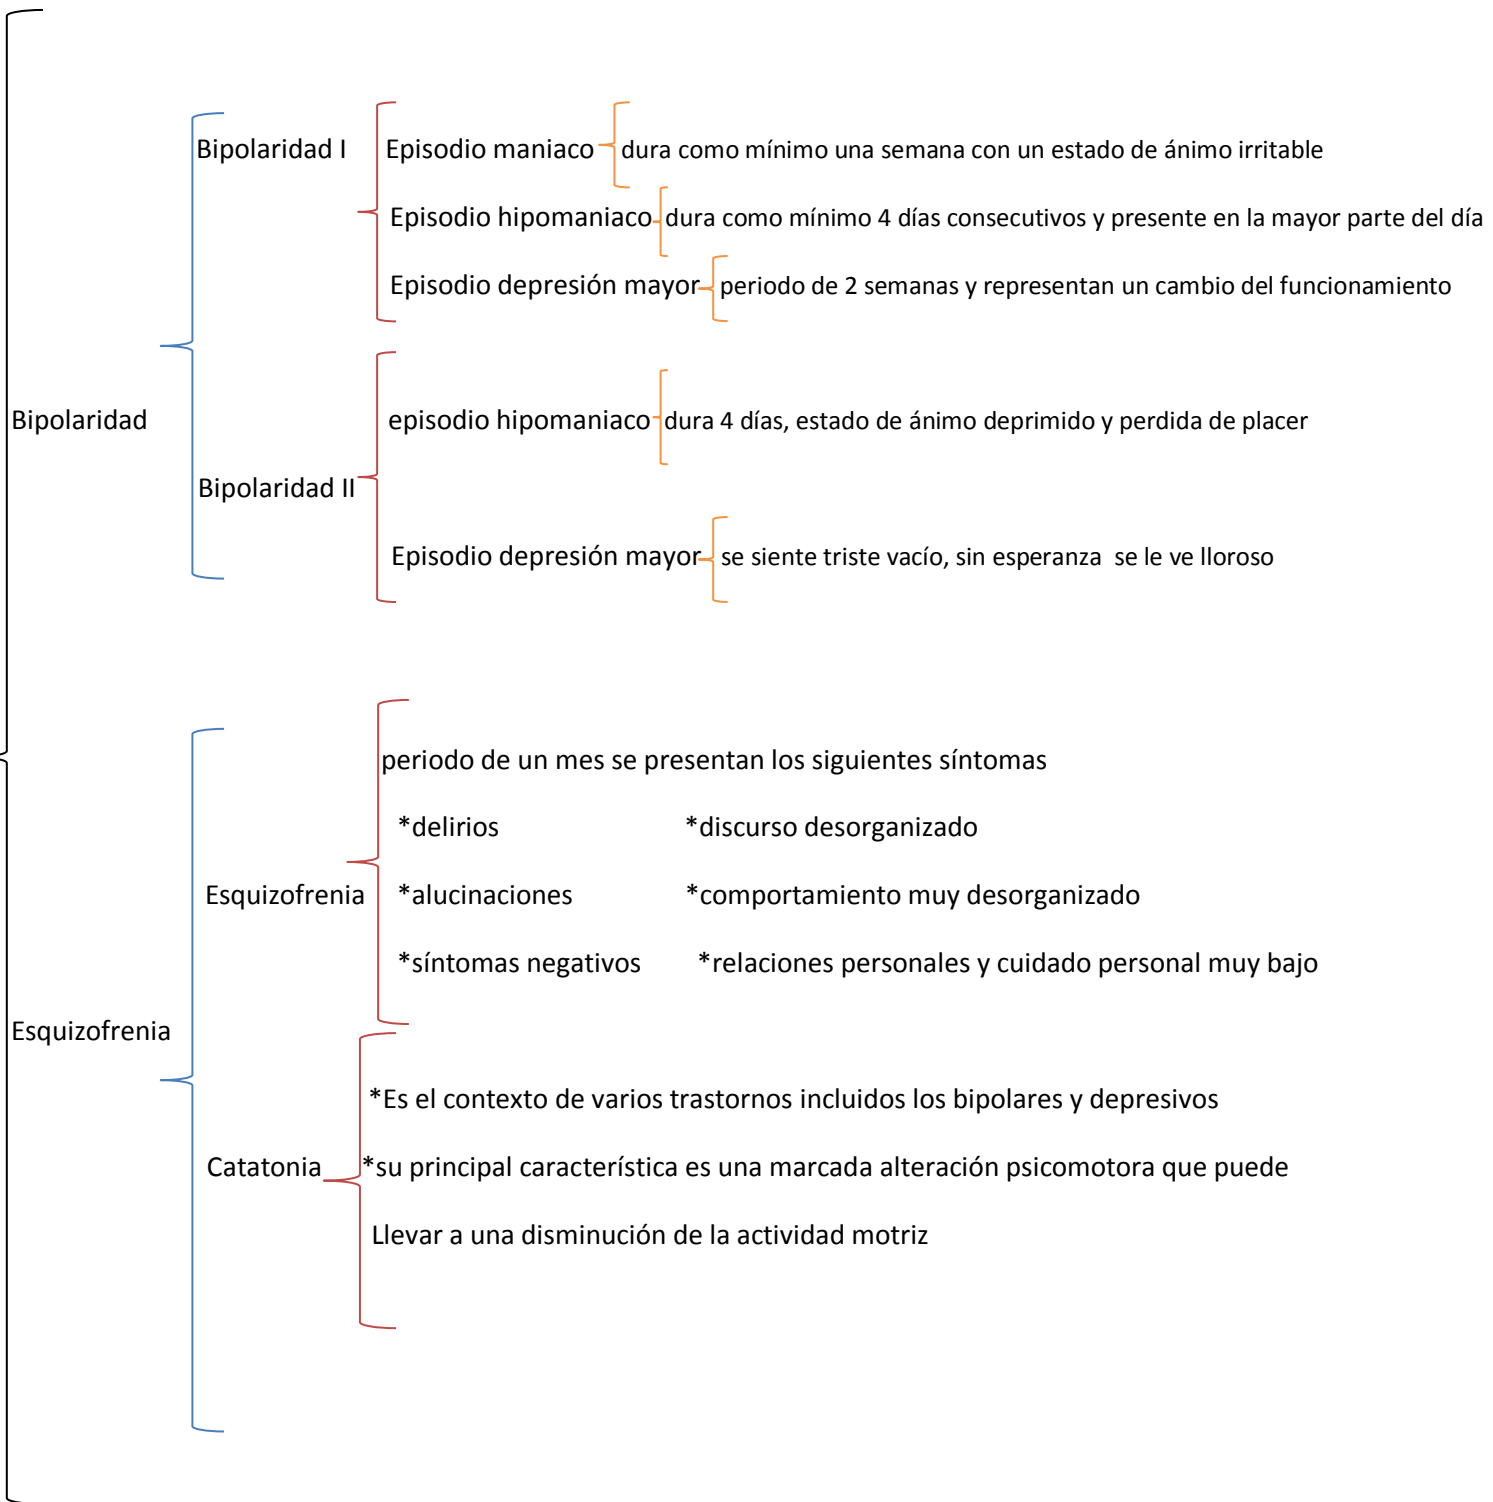 Bipolaridad I Episodio maniaco dura como mínimo una semana con un estado de ánimo irritable
Episodio hipomaniaco dura como mínimo 4 días consecutivos y presente en la mayor parte del día
Episodio depresión mayor periodo de 2 semanas y representan un cambio del funcionamiento
Bipolaridad episodio hipomaniaco dura 4 días, estado de ánimo deprimido y perdida de placer
Bipolaridad II
Episodio depresión mayor se siente triste vacío, sin esperanza se le ve lloroso
periodo de un mes se presentan los siguientes síntomas
*delirios *discurso desorganizado
Esquizofrenia *alucinaciones *comportamiento muy desorganizado
*síntomas negativos *relaciones personales y cuidado personal muy bajo
Esquizofrenia
*Es el contexto de varios trastornos incluidos los bipolares y depresivos
Catatonia *su principal característica es una marcada alteración psicomotora que puede
Llevar a una disminución de la actividad motriz